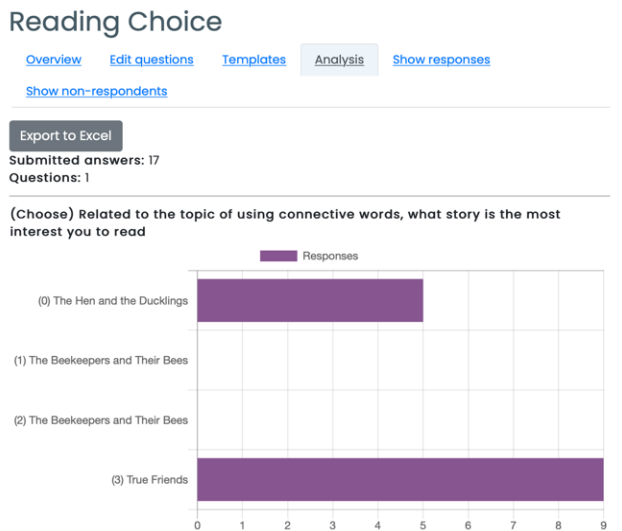 Reading Choice
Overview Edit questions Templates Analysis Show responses
Show non-respondents
Export to Excel
Submitted answers: 17
Questions: 1
(Choose) Related to the topic of using connective words, what story is the most
interest you to read
Responses
(0) The Hen and the Ducklings
(1) The Beekeepers and Their Bees
(2) The Beekeepers and Their Bees
(3) True Friends
0 1 2 3 4 5 6 7 8 9